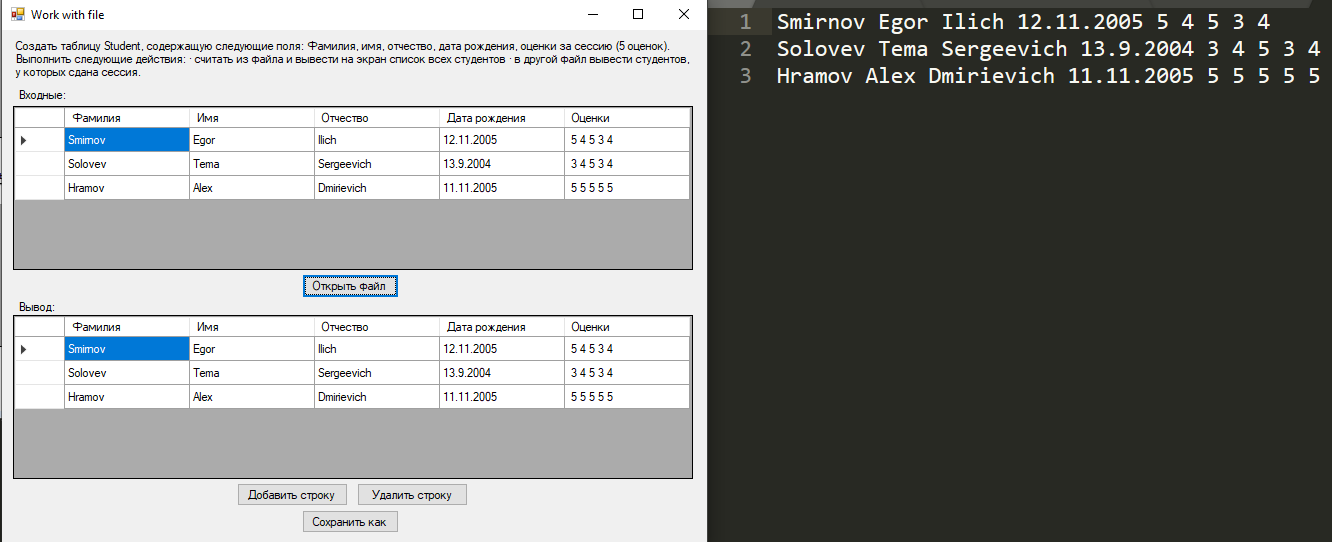 Work with file
Создать таблицу Student, содержащую следующие поля: Фамилия, имя, отчество, дата рождения, оценки за сессию (5 оценок).
Выполнить следующие действия: · считать из файла и вывести на экран список всех студентов · в другой файл вывести студентов,
у которых сдана сессия.
Входные:
Фамилия Имя Отчество Дата рождения Оценки
Smirnov Egor Ilich 12.11.2005 5 4 5 3 4
Solovev Tema Sergeevich 13.9.2004 3 4 5 3 4
Hramov Alex Dmirievich 11.11.2005 5 5 5 5 5
Открыть файл
Вывод:
Фамилия Имя Отчество Дата рождения Оценки
Smirnov Egor Ilich 12.11.2005 5 4 5 3 4
Solovev Tema Sergeevich 13.9.2004 3 4 5 3 4
Hramov Alex Dmirievich 11.11.2005 5 5 5 5 5
Добавить строку Удалить строку
Сохранить как
1 Smirnov Egor Ilich 12.11.2005 5 4 5 3 4
2 Solovev Tema Sergeevich 13.9.2004 3 4 5 3 4
3 Hramov Alex Dmirievich 11.11.2005 5 5 5 5 5